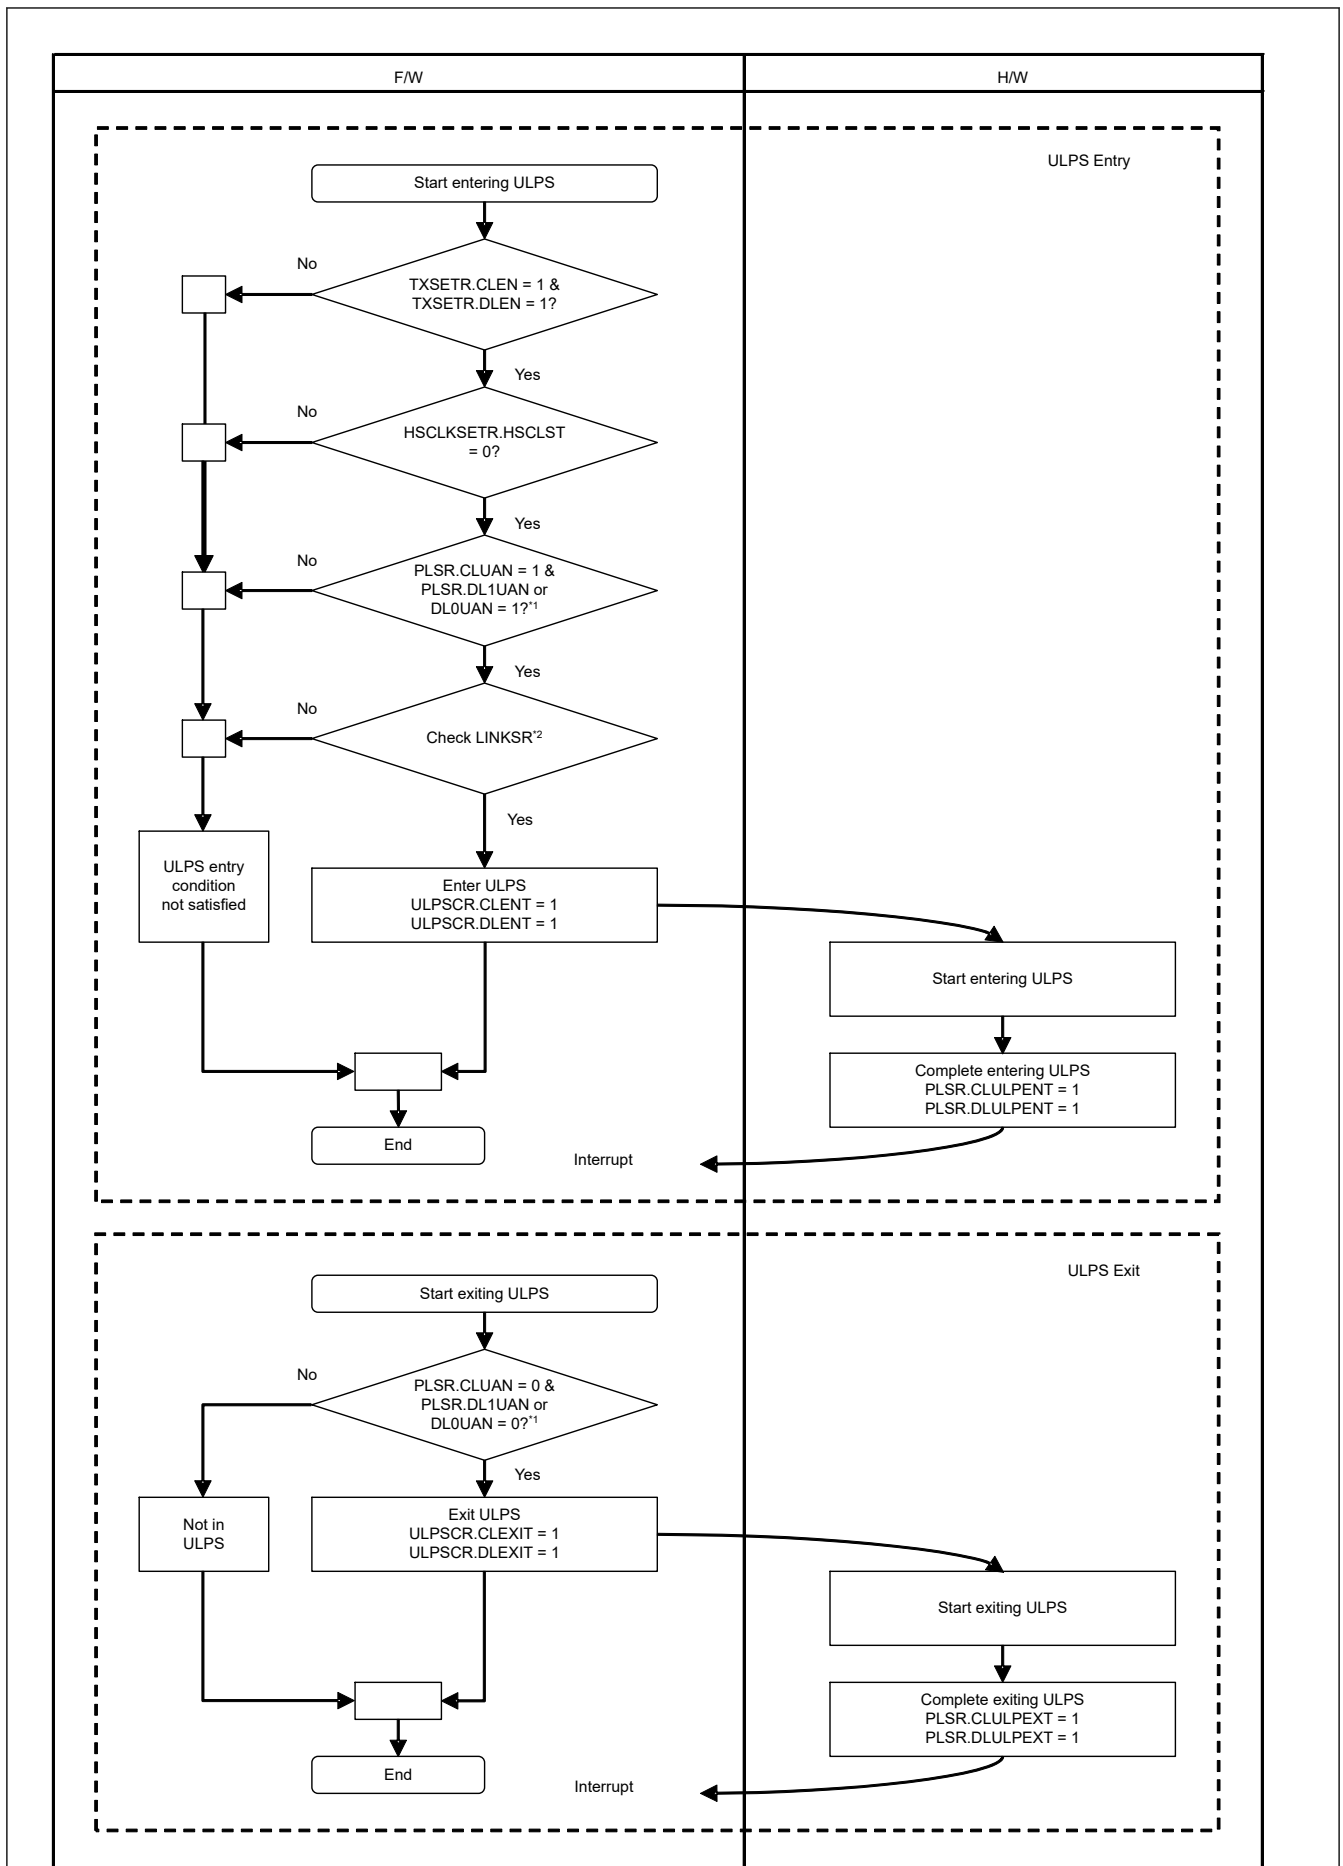 F/W
H/W
ULPS Entry
Start entering ULPS
No
TXSETR.CLEN = 1 &
TXSETR.DLEN = 1?
Yes
No
HSCLKSETR.HSCLST
= 0?
Yes
No
PLSR.CLUAN = 1 &
PLSR.DL1UAN or
DL0UAN = 1?*1
Yes
No
Check LINKSR*2
Yes
ULPS entry
condition
not satisfied
Enter ULPS
ULPSCR.CLENT = 1
ULPSCR.DLENT = 1
Start entering ULPS
Complete entering ULPS
PLSR.CLULPENT = 1
PLSR.DLULPENT = 1
End
Interrupt
ULPS Exit
Start exiting ULPS
No
PLSR.CLUAN = 0 &
PLSR.DL1UAN or
DL0UAN = 0?*1
Yes
Not in
ULPS
Exit ULPS
ULPSCR.CLEXIT = 1
ULPSCR.DLEXIT = 1
Start exiting ULPS
Complete exiting ULPS
PLSR.CLULPEXT = 1
PLSR.DLULPEXT = 1
End
Interrupt